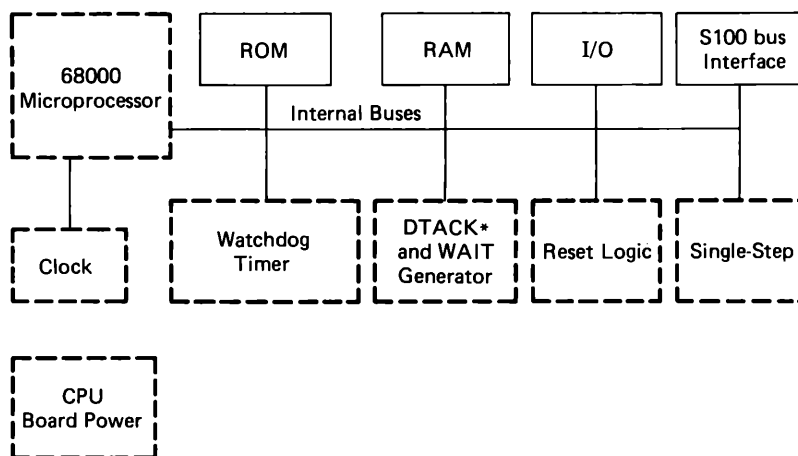 68000
Microprocessor
ROM
RAM
I/O
S100 bus
Interface
Internal Buses
Clock
Watchdog
Timer
DTACK*
and WAIT
Generator
Reset Logic
Single-Step
CPU
Board Power